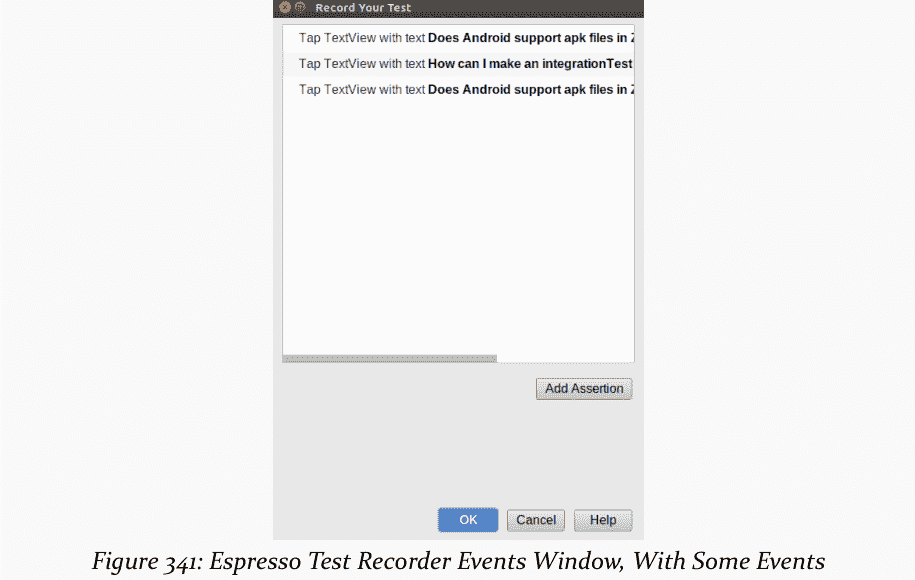 Record Your Test
Tap TextView with text Does Android support apk files in
Tap TextView with text How can I make an integrationTest
Tap TextView with text Does Android support apk files in
Add Assertion
OK
Cancel
Help
Figure 341: Espresso Test Recorder Events Window, With Some Events